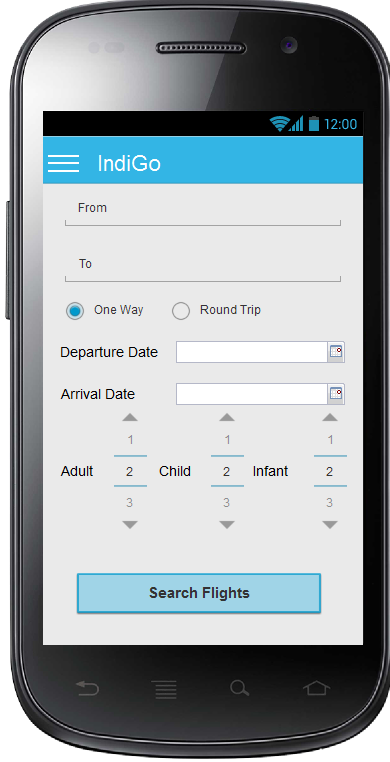 12:00
IndiGo
From
To
One Way Round Trip
Departure Date
Arrival Date
1 1 1
Adult 2 Child 2 Infant 2
3 3 3
Search Flights